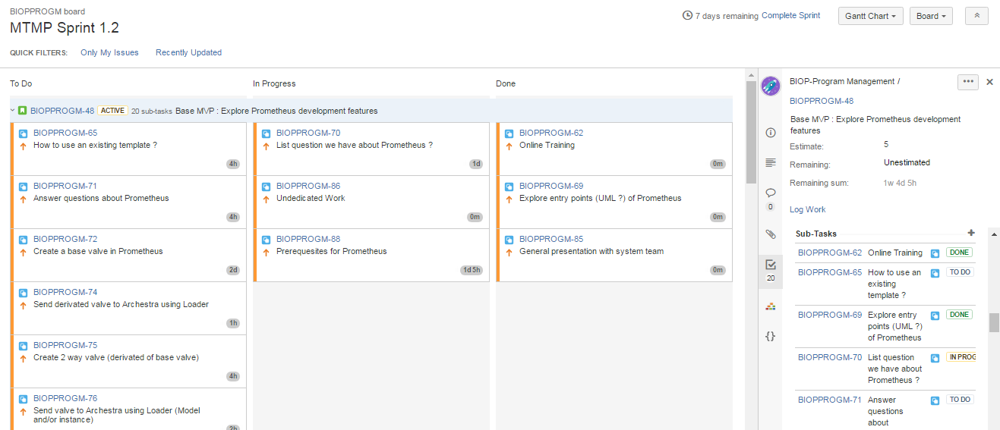 BIOPPROGM board
MTMP Sprint 1.2
7 days remaining Complete Sprint
Gantt Chart
Board
QUICK FILTERS: Only My Issues Recently Updated
To Do
In Progress
Done
BIOPPROGM-48 ACTIVE 20 sub-tasks Base MVP : Explore Prometheus development features
BIOPPROGM-65
How to use an existing template ?
4h
BIOPPROGM-71
Answer questions about Prometheus
4h
BIOPPROGM-72
Create a base valve in Prometheus
2d
BIOPPROGM-74
Send derivated valve to Archestra using Loader
1h
BIOPPROGM-75
Create 2 way valve (derivated of base valve)
4h
BIOPPROGM-76
Send valve to Archestra using Loader (Model
and/or instance)
2h
BIOPPROGM-70
List question we have about Prometheus ?
1d
BIOPPROGM-86
Undedicated Work
0m
BIOPPROGM-88
Prerequesites for Prometheus
1d 5h
BIOPPROGM-62
Online Training
0m
BIOPPROGM-69
Explore entry points (UML ?) of Prometheus
0m
BIOPPROGM-85
General presentation with system team
0m
0
20
BIOP-Program Management /
BIOPPROGM-48
Base MVP : Explore Prometheus development
features
Estimate: 5
Remaining: Unestimated
Remaining sum: 1w 4d 5h
Log Work
Sub-Tasks
BIOPPROGM-62 Online Training DONE
BIOPPROGM-65 How to use an TO DO
existing
template ?
BIOPPROGM-69 Explore entry DONE
points (UML ?)
of Prometheus
BIOPPROGM-70 List question IN PROG
we have about
Prometheus ?
BIOPPROGM-71 Answer TO DO
questions
about